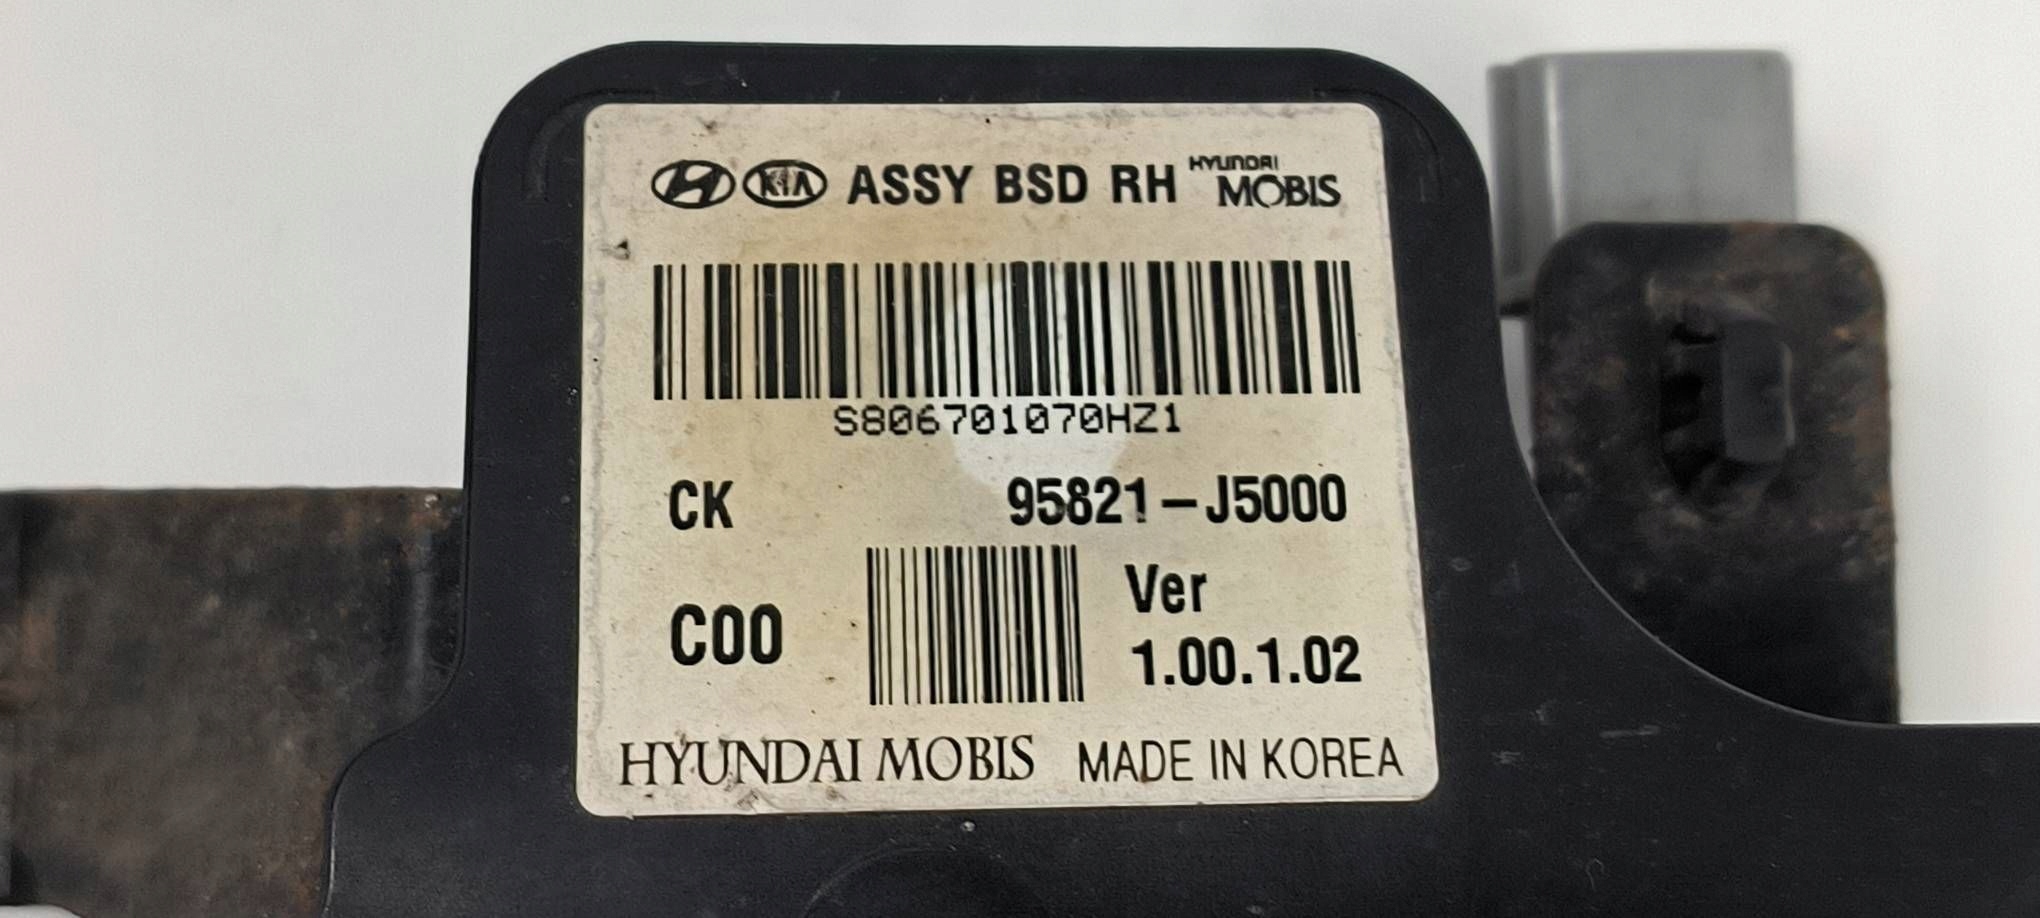 KIA ASSY BSD RH HYUNDAI MOBIS
S806701070HZ1
CK 95821-J5000
C00 Ver 1.00.1.02
HYUNDAI MOBIS MADE IN KOREA